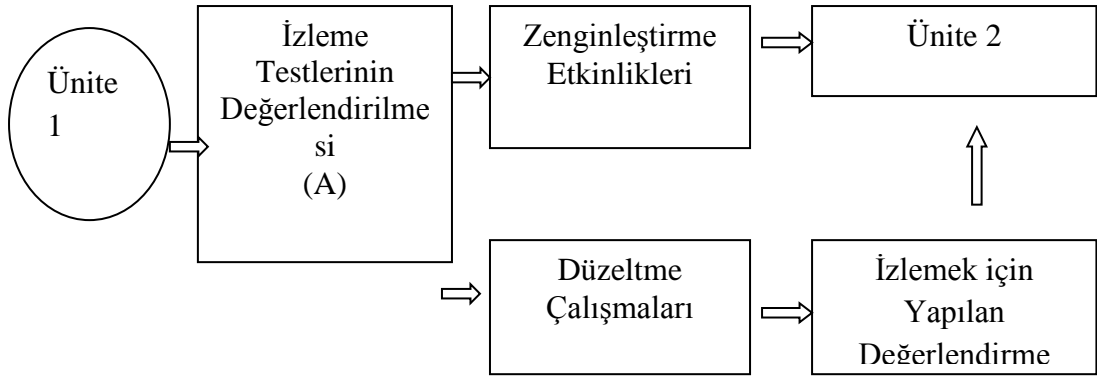 Ünite
1
İzleme
Testlerinin
Değerlendirilme
si
(A)
Zenginleştirme
Etkinlikleri
Ünite 2
Düzeltme
Çalışmaları
İzlemek için
Yapılan
Değerlendirme